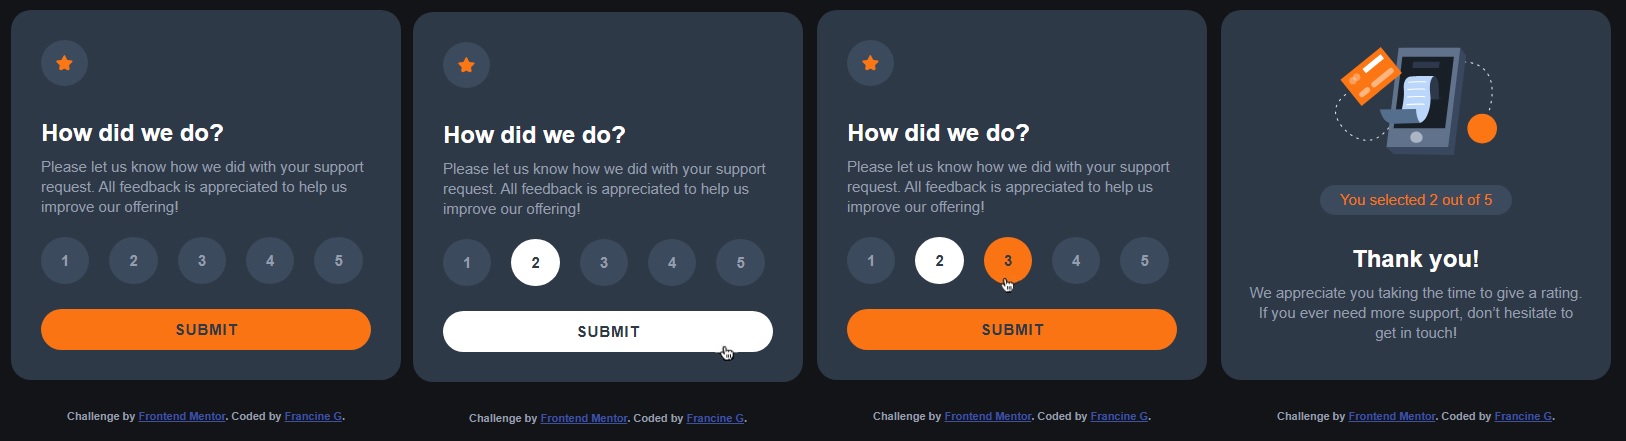 How did we do?
Please let us know how we did with your support
request. All feedback is appreciated to help us
improve our offering!
1 2 3 4 5
SUBMIT
Challenge by Frontend Mentor. Coded by Francine G.
How did we do?
Please let us know how we did with your support
request. All feedback is appreciated to help us
improve our offering!
1 2 3 4 5
SUBMIT
Challenge by Frontend Mentor. Coded by Francine G.
How did we do?
Please let us know how we did with your support
request. All feedback is appreciated to help us
improve our offering!
1 2 3 4 5
SUBMIT
Challenge by Frontend Mentor. Coded by Francine G.
You selected 2 out of 5
Thank you!
We appreciate you taking the time to give a rating.
If you ever need more support, don’t hesitate to
get in touch!
Challenge by Frontend Mentor. Coded by Francine G.